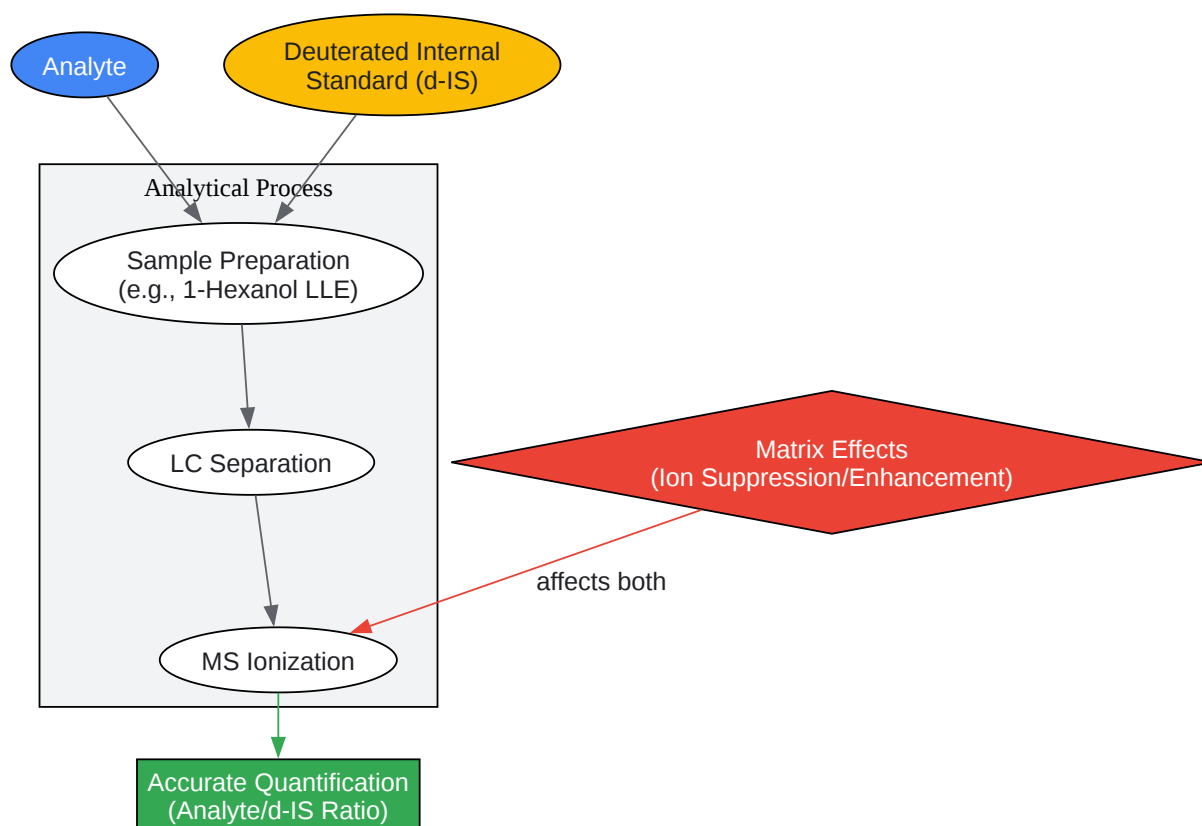 Analyte
Deuterated Internal
Standard (d-IS)
Analytical Process
Sample Preparation
(e.g., 1-Hexanol LLE)
LC Separation
Matrix Effects
(Ion Suppression/Enhancement)
affects both
MS Ionization
Accurate Quantification
(Analyte/d-IS Ratio)